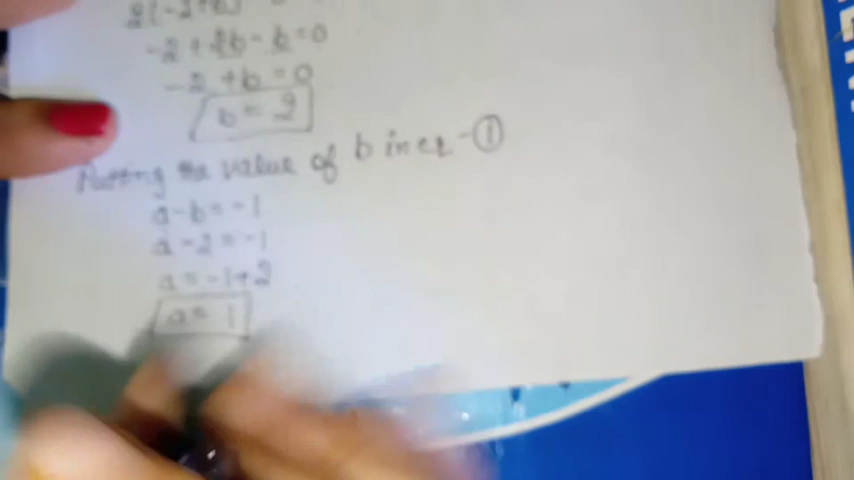 -2+2b-b=0
-2+b=0
b=2
Putting the value of b in eq-①
a-b=-1
a-2=-1
a=-1+2
a=1